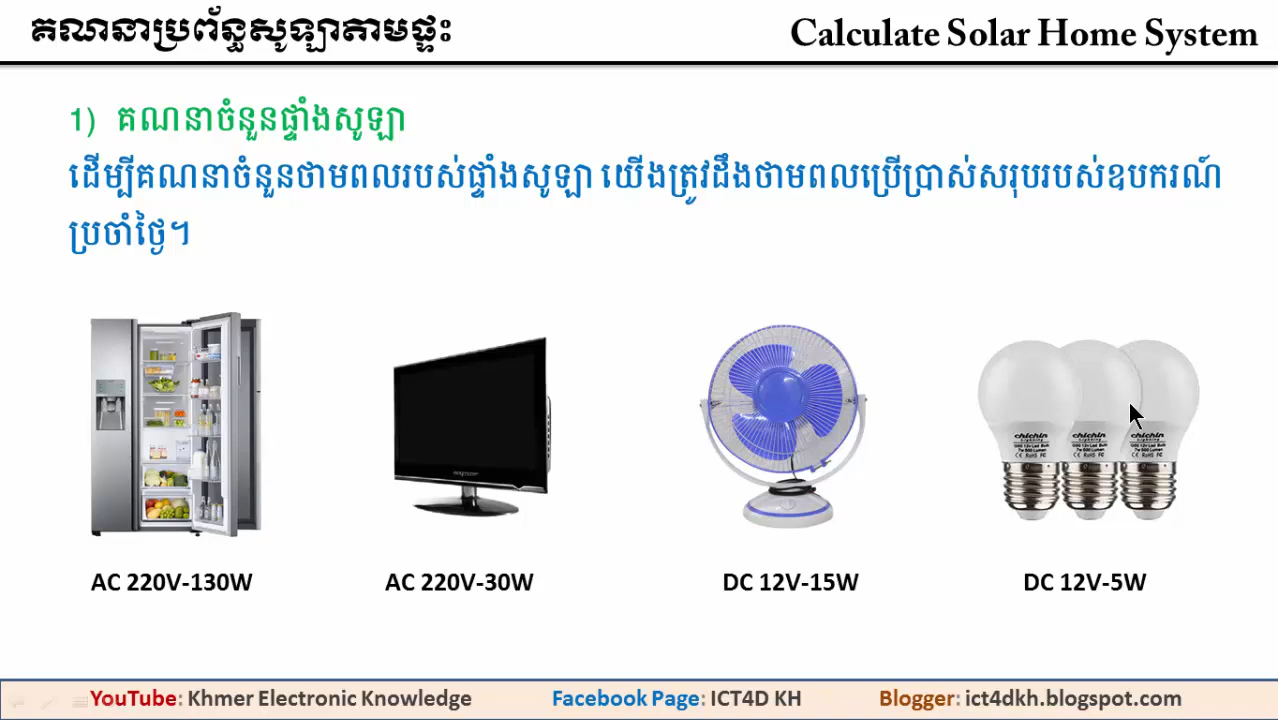 គណនាប្រព័ន្ធសូឡាតាមផ្ទះ
Calculate Solar Home System
1) គណនាចំនួនផ្ទាំងសូឡា
ដើម្បីគណនាចំនួនថាមពលរបស់ផ្ទាំងសូឡា យើងត្រូវដឹងថាមពលប្រើប្រាស់សរុបរបស់ឧបករណ៍
ប្រចាំថ្ងៃ។
chichin chichin chichin
AC 220V-130W
AC 220V-30W
DC 12V-15W
DC 12V-5W
YouTube: Khmer Electronic Knowledge
Facebook Page: ICT4D KH
Blogger: ict4dkh.blogspot.com